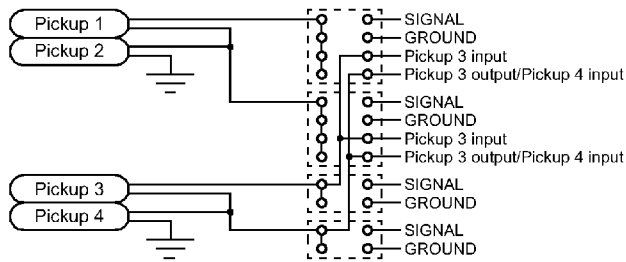 Pickup 1
Pickup 2
SIGNAL
GROUND
Pickup 3 input
Pickup 3 output/Pickup 4 input
SIGNAL
GROUND
Pickup 3 input
Pickup 3 output/Pickup 4 input
Pickup 3
Pickup 4
SIGNAL
GROUND
SIGNAL
GROUND